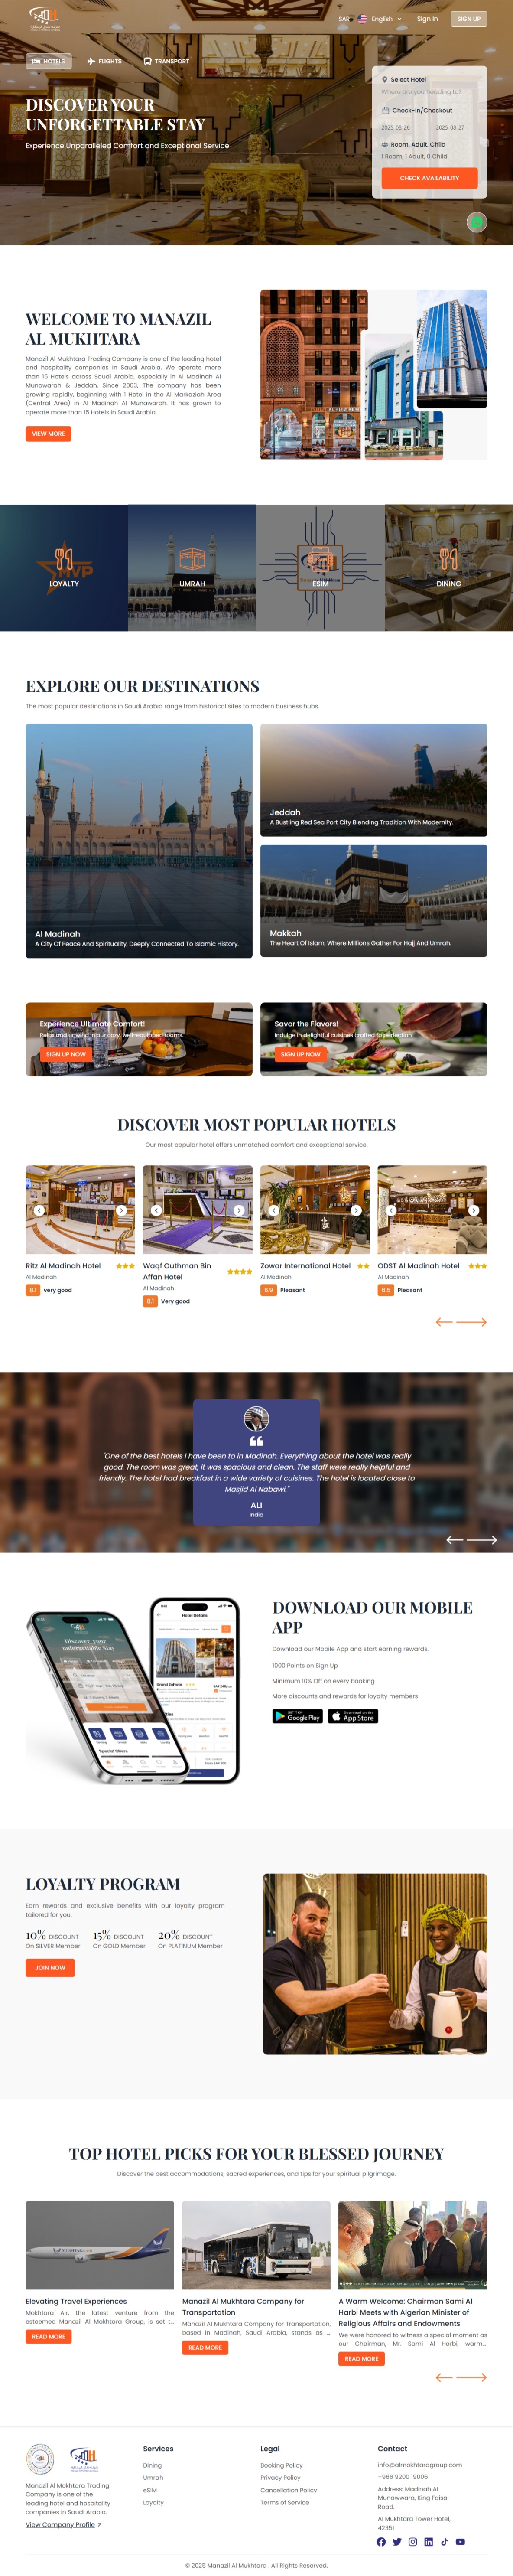 SAR English Sign In SIGN UP
HOTELS FLIGHTS TRANSPORT
DISCOVER YOUR
UNFORGETTABLE STAY
Experience Unparalleled Comfort and Exceptional Service
Select Hotel
Where are you heading to?
Check-In/Checkout
2025-08-26 2025-08-27
Room, Adult, Child
1 Room, 1 Adult, 0 Child
CHECK AVAILABILITY
WELCOME TO MANAZIL
AL MUKHTARA
Manazil Al Mukhtara Trading Company is one of the leading hotel
and hospitality companies in Saudi Arabia. We operate more
than 15 Hotels across Saudi Arabia, especially in Al Madinah Al
Munawarah & Jeddah. Since 2003, The company has been
growing rapidly, beginning with 1 Hotel in the Al Markaziah Area
(Central Area) in Al Madinah Al Munawarah. It has grown to
operate more than 15 Hotels in Saudi Arabia.
VIEW MORE
LOYALTY
UMRAH
ESIM
DINING
EXPLORE OUR DESTINATIONS
The most popular destinations in Saudi Arabia range from historical sites to modern business hubs.
Al Madinah
A City Of Peace And Spirituality, Deeply Connected To Islamic History.
Jeddah
A Bustling Red Sea Port City Blending Tradition With Modernity.
Makkah
The Heart Of Islam, Where Millions Gather For Hajj And Umrah.
Experience Ultimate Comfort!
Relax and unwind in our cozy, well-equipped rooms.
SIGN UP NOW
Savor the Flavors!
Indulge in delightful cuisines crafted to perfection.
SIGN UP NOW
DISCOVER MOST POPULAR HOTELS
Our most popular hotel offers unmatched comfort and exceptional service.
Ritz Al Madinah Hotel
Al Madinah
8.1 very good
Waqf Outhman Bin
Affan Hotel
Al Madinah
8.1 Very good
Zowar International Hotel
Al Madinah
6.9 Pleasant
ODST Al Madinah Hotel
Al Madinah
6.5 Pleasant
"One of the best hotels I have been to in Madinah. Everything about the hotel was really
good. The room was great, it was spacious and clean. The staff were really helpful and
friendly. The hotel had breakfast in a wide variety of cuisines. The hotel is located close to
Masjid Al Nabawi."
ALI
India
Hotel Details
Special Offers
DOWNLOAD OUR MOBILE
APP
Download our Mobile App and start earning rewards.
1000 Points on Sign Up
Minimum 10% Off on every booking
More discounts and rewards for loyalty members
GET IT ON
Google Play
Download on the
App Store
LOYALTY PROGRAM
Earn rewards and exclusive benefits with our loyalty program
tailored for you.
10% DISCOUNT
On SILVER Member
15% DISCOUNT
On GOLD Member
20% DISCOUNT
On PLATINUM Member
JOIN NOW
TOP HOTEL PICKS FOR YOUR BLESSED JOURNEY
Discover the best accommodations, sacred experiences, and tips for your spiritual pilgrimage.
Elevating Travel Experiences
Mokhtara Air, the latest venture from the
esteemed Manazil Al Mokhtara Group, is set t...
READ MORE
Manazil Al Mukhtara Company for
Transportation
Manazil Al Mukhtara Company for Transportation,
based in Madinah, Saudi Arabia, stands as ...
READ MORE
A Warm Welcome: Chairman Sami Al
Harbi Meets with Algerian Minister of
Religious Affairs and Endowments
We were honored to witness a special moment as
our Chairman, Mr. Sami Al Harbi, warm...
READ MORE
Manazil Al Mokhtara Trading
Company is one of the
leading hotel and hospitality
companies in Saudi Arabia.
View Company Profile
Services
Dining
Umrah
eSIM
Loyalty
Legal
Booking Policy
Privacy Policy
Cancellation Policy
Terms of Service
Contact
info@almokhtaragroup.com
+966 9200 19006
Address: Madinah Al
Munawwara, King Faisal
Road,
Al Mukhtara Tower Hotel,
42351
© 2025 Manazil Al Mukhtara . All Rights Reserved.